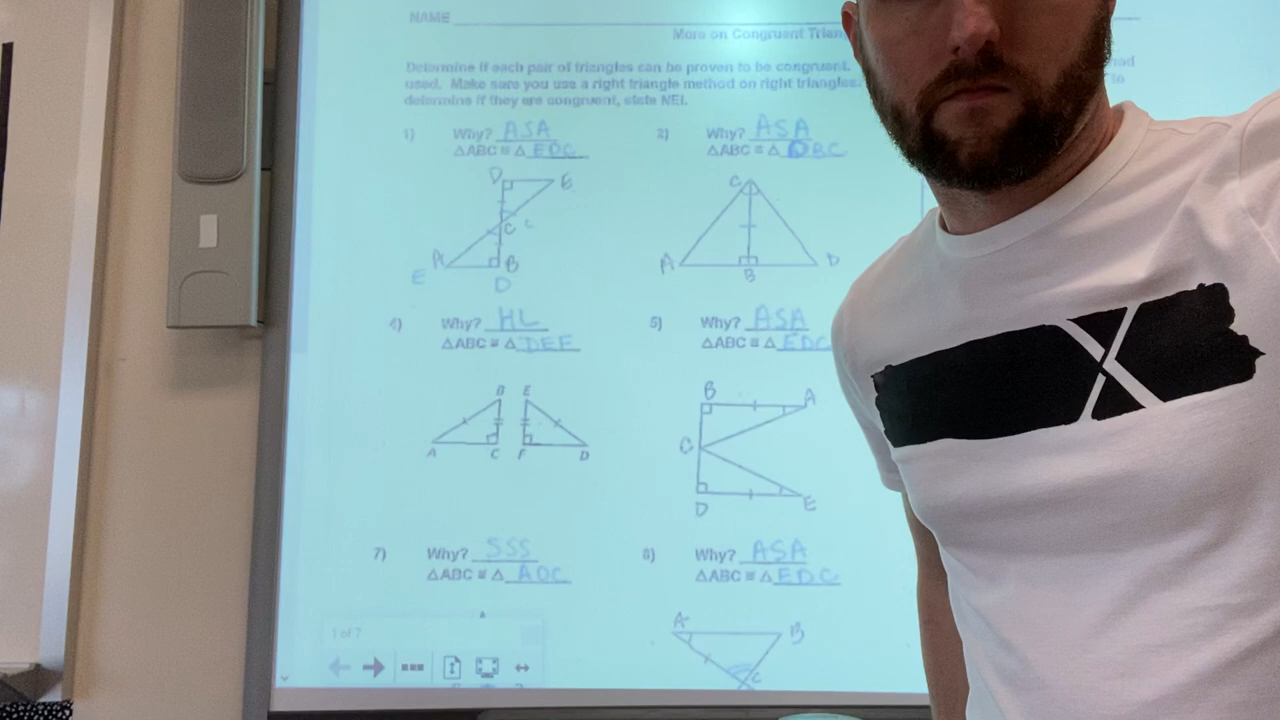 NAME
More on Congruent
Determine if each pair of triangles can be proven to be congruent.
used. Make sure you use a right triangle method on right triangles.
determine if they are congruent, state NEI.
1) Why? ASA
△ABC ≅ △ EDC
2) Why? ASA
△ABC ≅ △ DBC
D E
C C
A B
E D
C
A B D
4) Why? HL
△ABC ≅ △ DEF
5) Why? ASA
△ABC ≅ △ EDC
B E
A C F D
B A
C
D E
7) Why? SSS
△ABC ≅ △ ADC
8) Why? ASA
△ABC ≅ △ EDC
A B
C
1 of 7
X